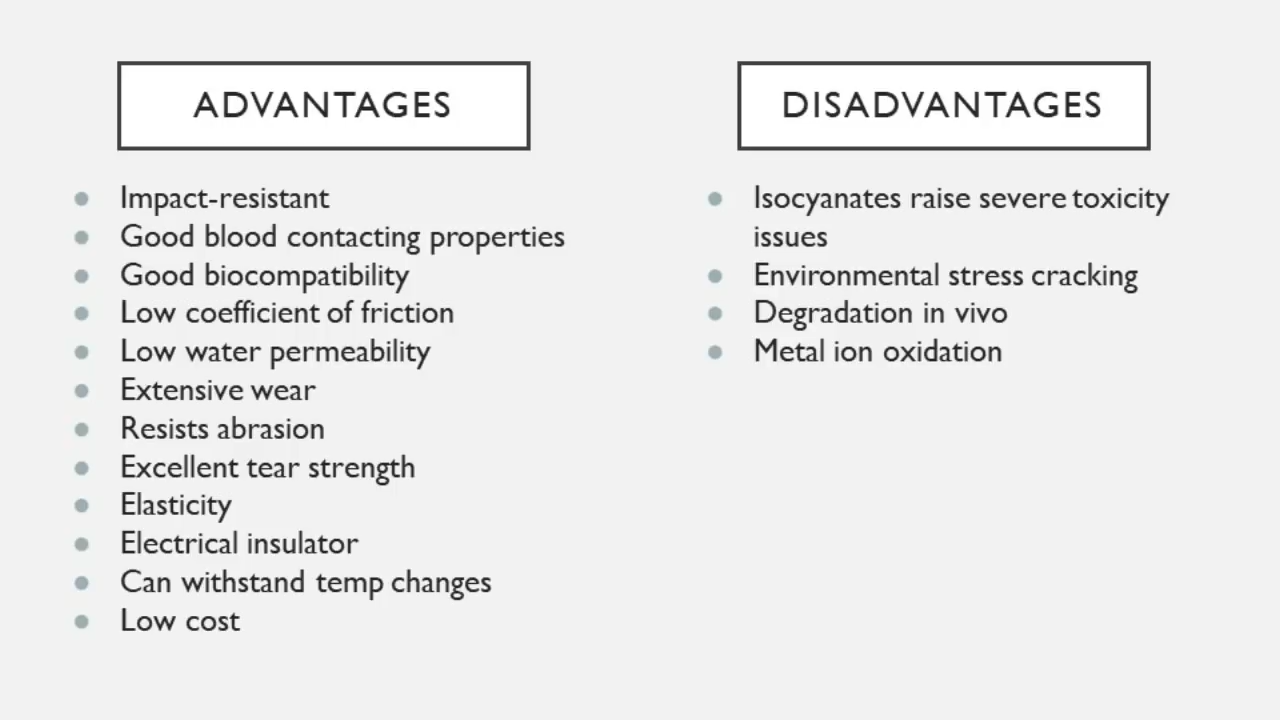 ADVANTAGES
Impact-resistant
Good blood contacting properties
Good biocompatibility
Low coefficient of friction
Low water permeability
Extensive wear
Resists abrasion
Excellent tear strength
Elasticity
Electrical insulator
Can withstand temp changes
Low cost
DISADVANTAGES
Isocyanates raise severe toxicity
issues
Environmental stress cracking
Degradation in vivo
Metal ion oxidation